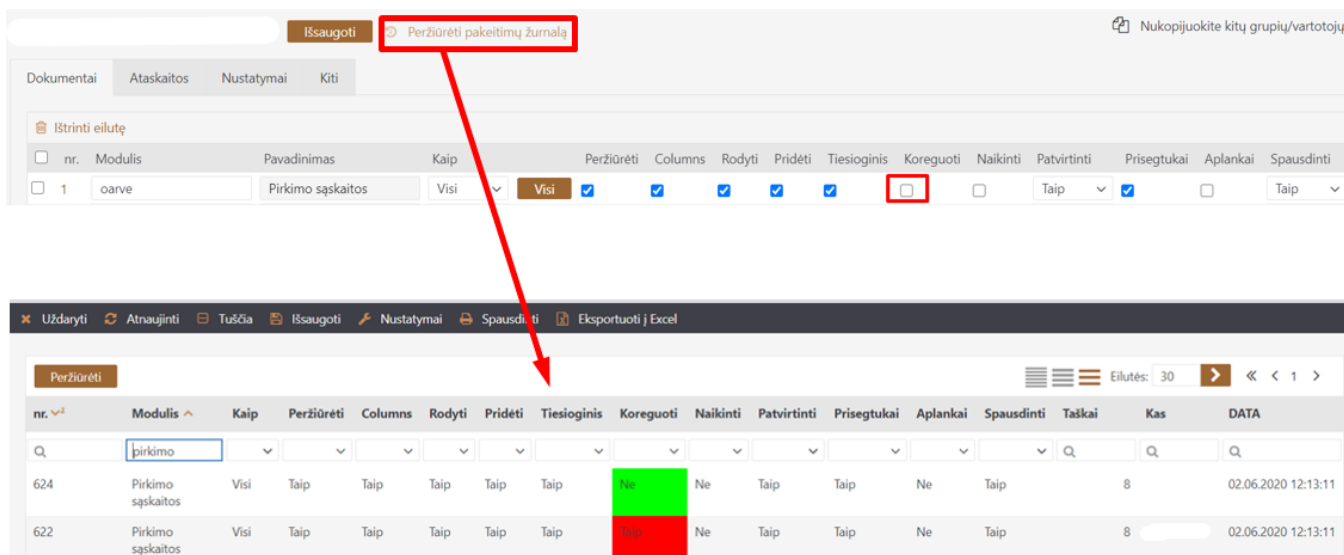 Išsaugoti Peržiūrėti pakeitimų žurnalą Nukopijuokite kitų grupių/vartotojų
Dokumentai Ataskaitos Nustatymai Kiti
Ištrinti eilutę
nr. Modulis Pavadinimas Kaip Peržiūrėti Columns Rodyti Pridėti Tiesioginis Koreguoti Naikinti Patvirtinti Prisegtukai Aplankai Spausdinti
1 oarve Pirkimo sąskaitos Visi Visi Taip Taip
Uždaryti Atnaujinti Tuščia Išsaugoti Nustatymai Spausdinti Eksportuoti į Excel
Peržiūrėti Eilutės: 30 1
nr. 2 Modulis Kaip Peržiūrėti Columns Rodyti Pridėti Tiesioginis Koreguoti Naikinti Patvirtinti Prisegtukai Aplankai Spausdinti Taškai Kas DATA
pirkimo
624 Pirkimo Visi Taip Taip Taip Taip Taip Ne Ne Taip Taip Ne Taip 8 02.06.2020 12:13:11
sąskaitos
622 Pirkimo Visi Taip Taip Taip Taip Taip Taip Ne Taip Taip Ne Taip 8 02.06.2020 12:13:11
sąskaitos